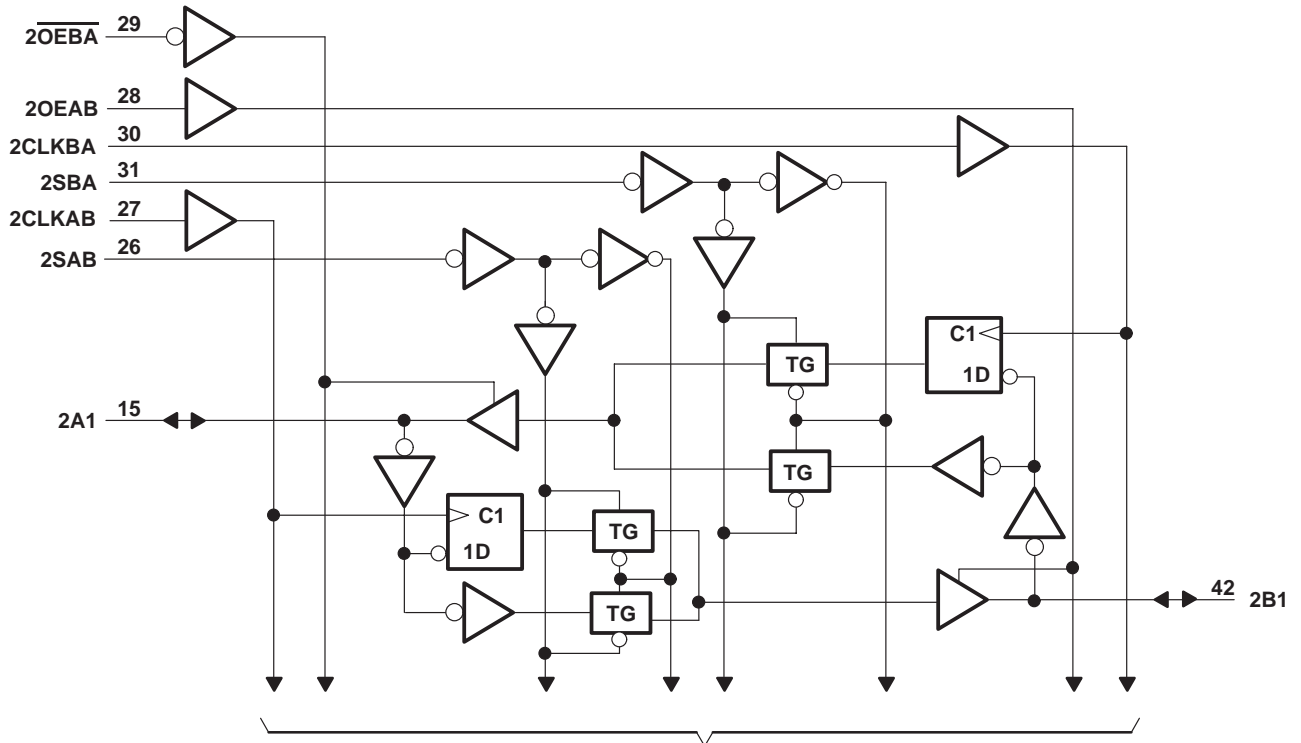 2O̅E̅B̅A̅ 29
2OEAB 28
2CLKBA 30
2SBA 31
2CLKAB 27
2SAB 26
C1
TG
1D
2A1 15
TG
C1
TG
1D
TG
42 2B1